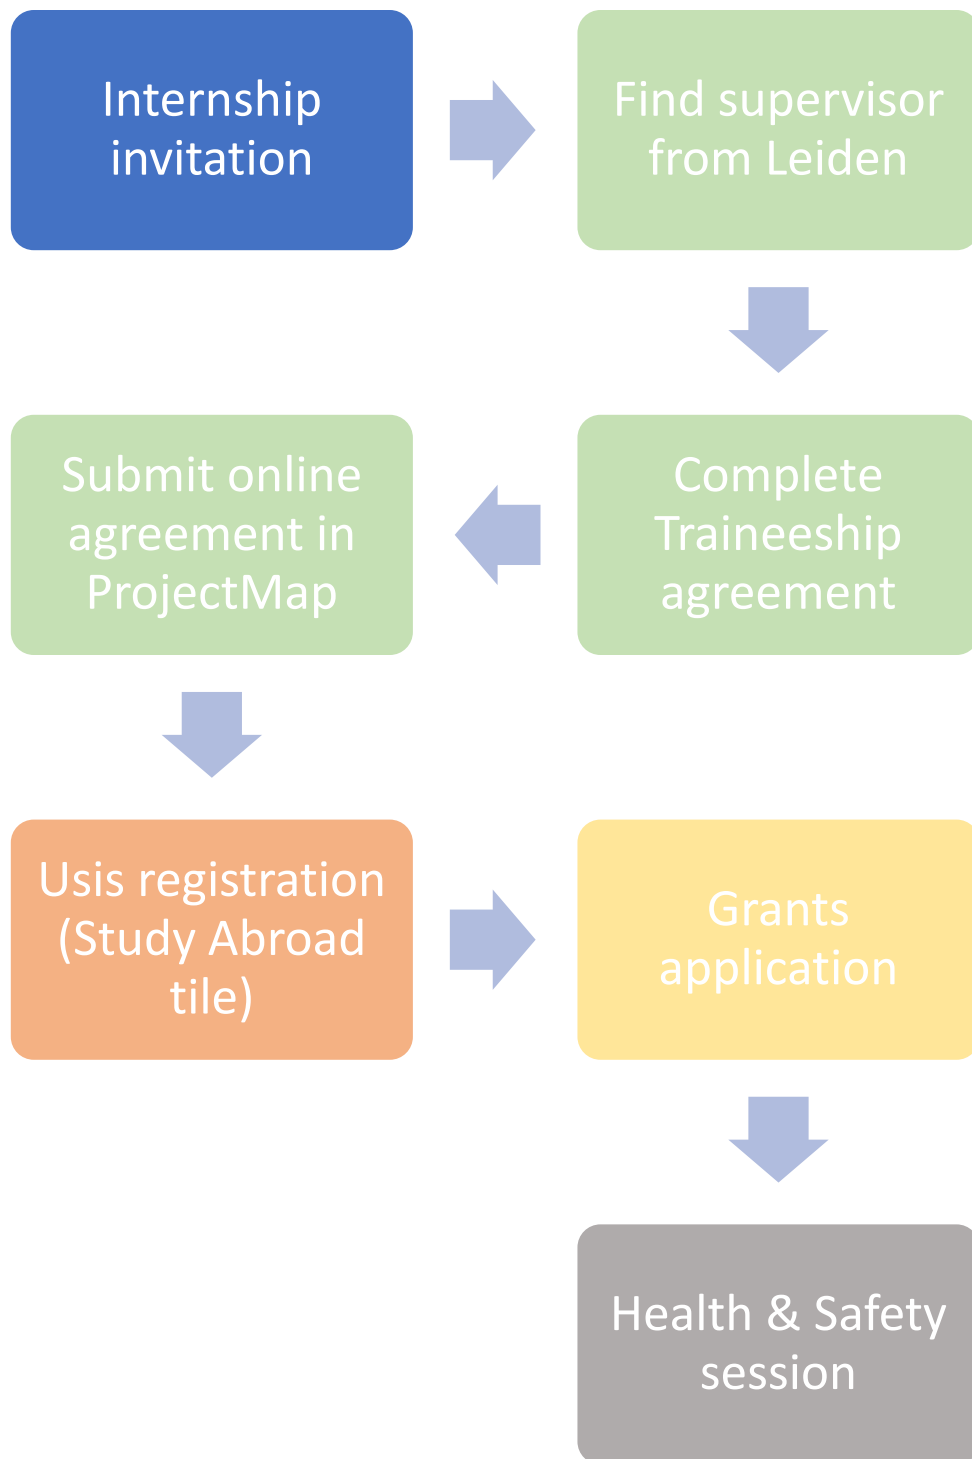 Internship
invitation
Find supervisor
from Leiden
Complete
Traineeship
agreement
Submit online
agreement in
ProjectMap
Usis registration
(Study Abroad
tile)
Grants
application
Health & Safety
session